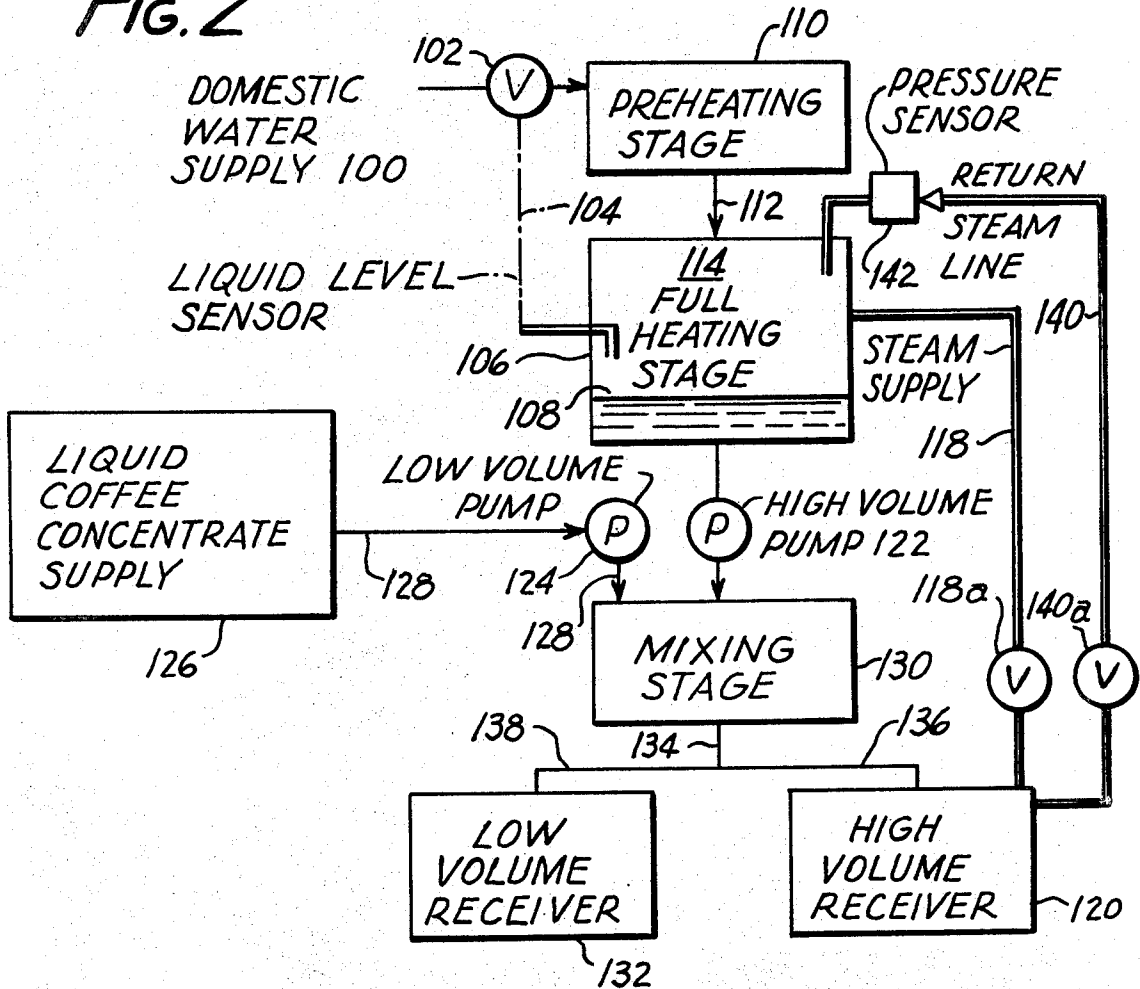 FIG. 2
DOMESTIC
WATER
SUPPLY 100
102
V
110
PREHEATING
STAGE
PRESSURE
SENSOR
112
104
RETURN
STEAM
LINE
142
140
LIQUID LEVEL
SENSOR
114
FULL
HEATING
STAGE
106
108
STEAM
SUPPLY
118
LIQUID
COFFEE
CONCENTRATE
SUPPLY
126
128
LOW VOLUME
PUMP
P
124
128
P
HIGH VOLUME
PUMP 122
118a
V
140a
V
MIXING
STAGE
130
134
138
136
LOW
VOLUME
RECEIVER
132
HIGH
VOLUME
RECEIVER
120